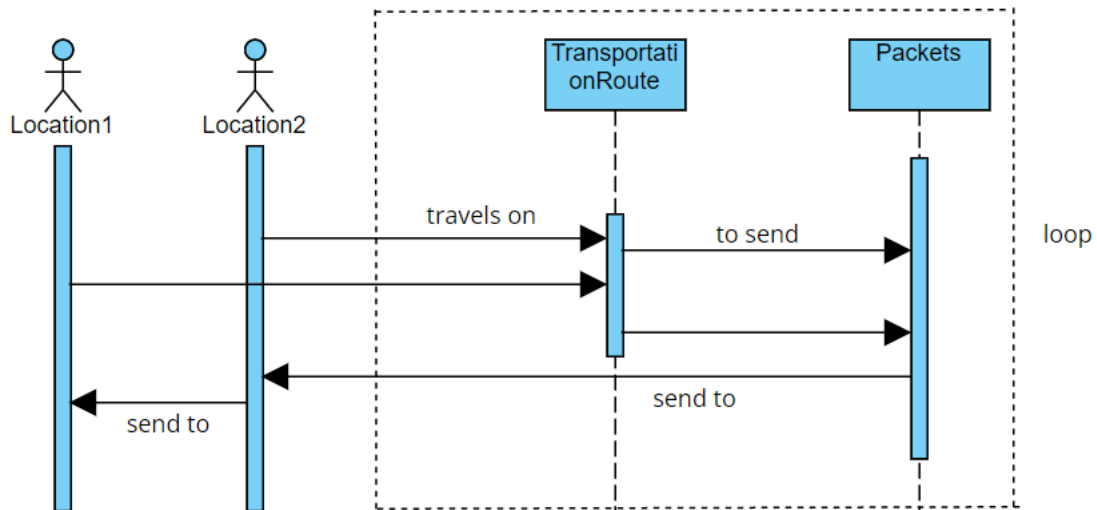 Transportati
onRoute
Packets
Location1
Location2
travels on
to send
loop
send to
send to